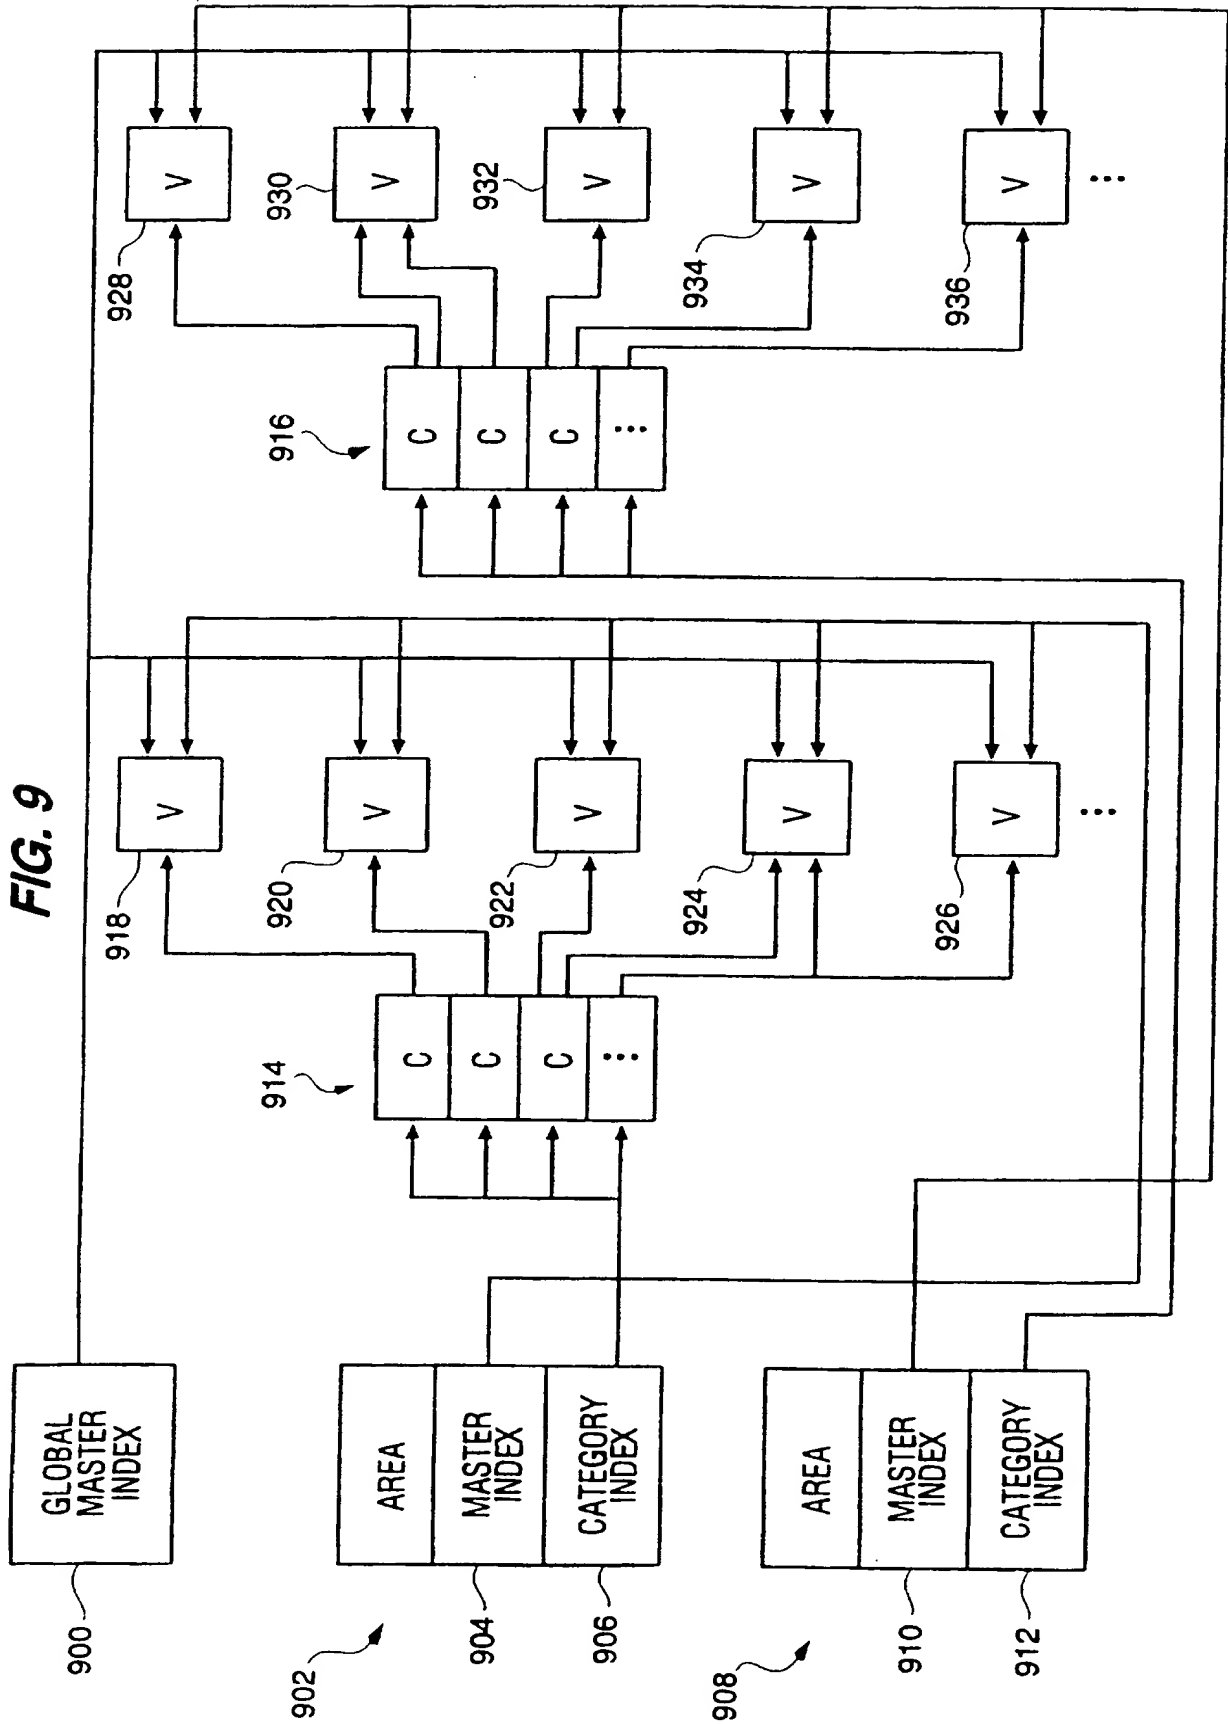 FIG. 9
GLOBAL
MASTER
INDEX
900
902
AREA
MASTER
INDEX
904
CATEGORY
INDEX
906
908
AREA
MASTER
INDEX
910
CATEGORY
INDEX
912
914
C
C
C
...
918
V
920
V
922
V
924
V
926
V
...
916
C
C
C
...
928
V
930
V
932
V
934
V
936
V
...